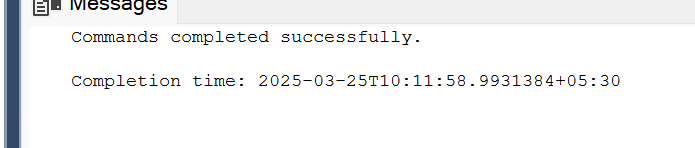 Messages
Commands completed successfully.
Completion time: 2025-03-25T10:11:58.9931384+05:30